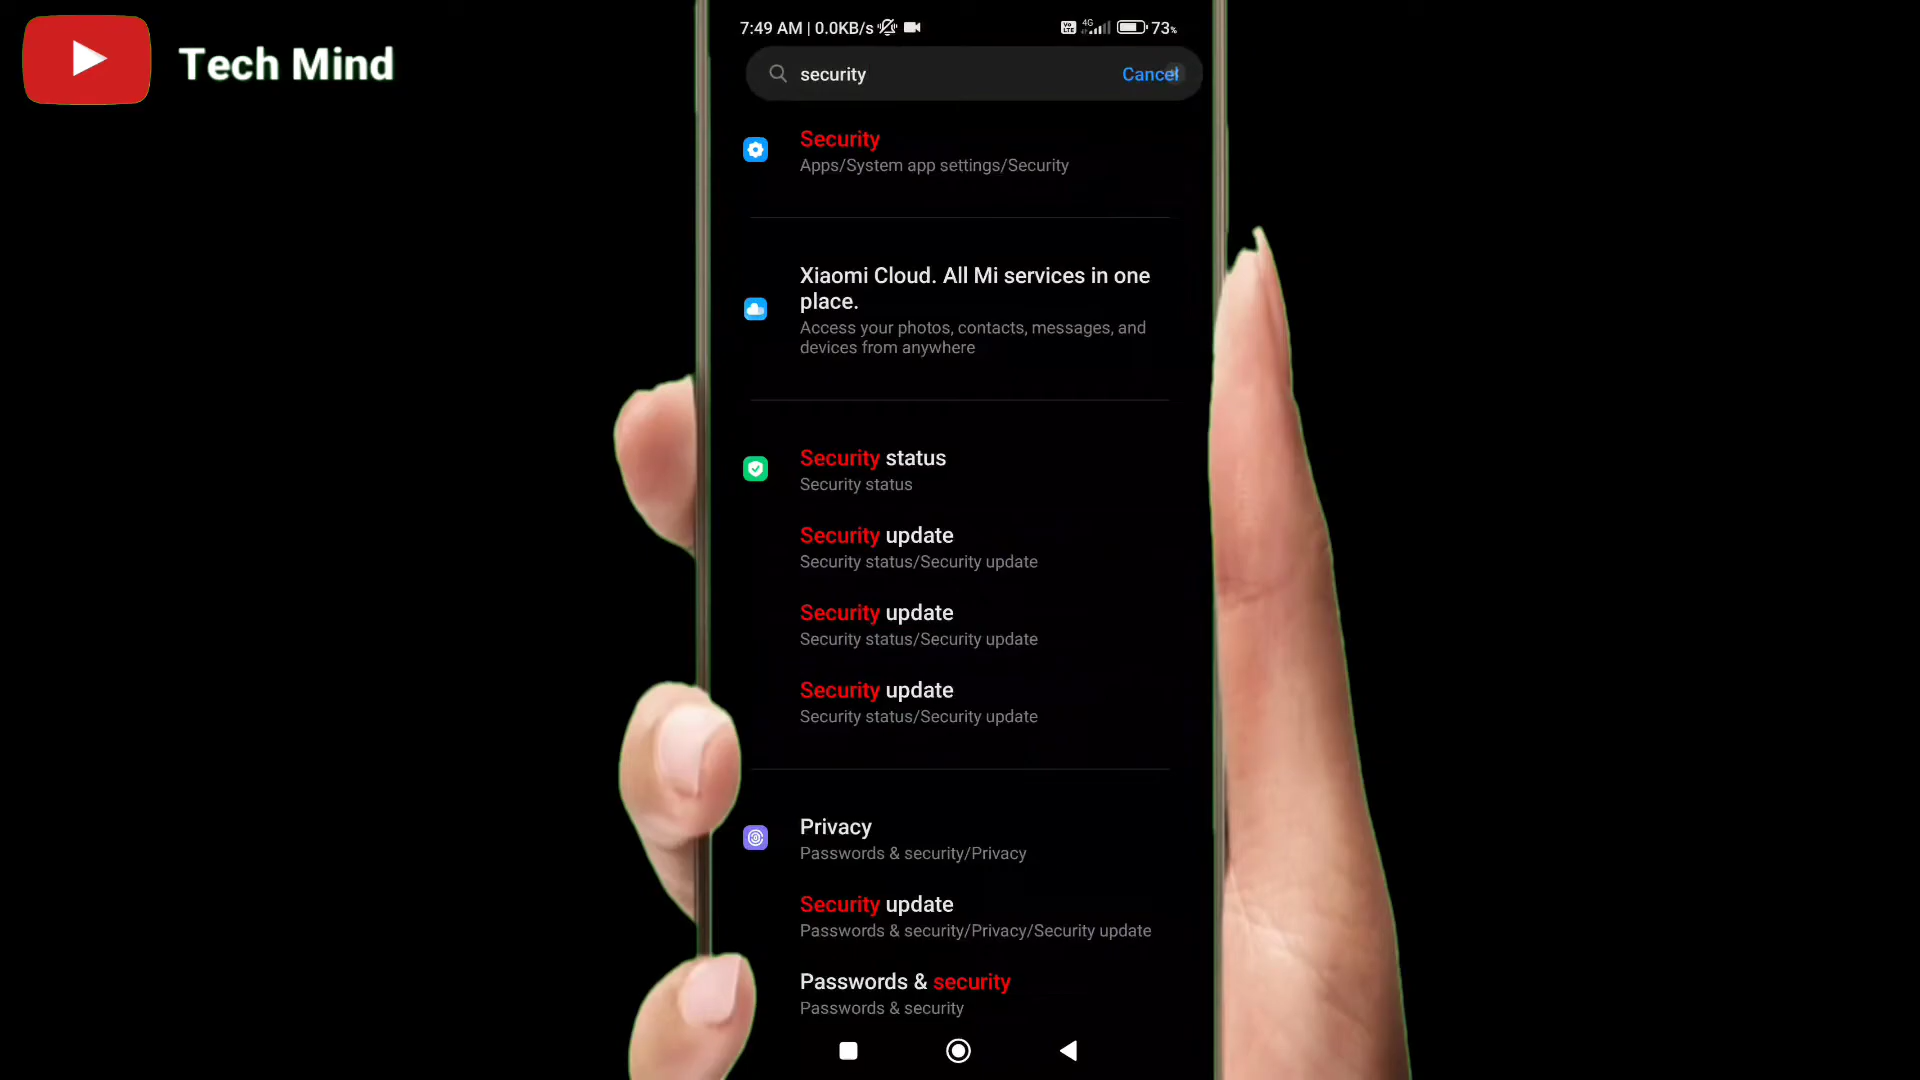 Tech Mind
7:49 AM | 0.0KB/s
Vo LTE 4G 73%
security Cancel
Security
Apps/System app settings/Security
Xiaomi Cloud. All Mi services in one
place.
Access your photos, contacts, messages, and
devices from anywhere
Security status
Security status
Security update
Security status/Security update
Security update
Security status/Security update
Security update
Security status/Security update
Privacy
Passwords & security/Privacy
Security update
Passwords & security/Privacy/Security update
Passwords & security
Passwords & security